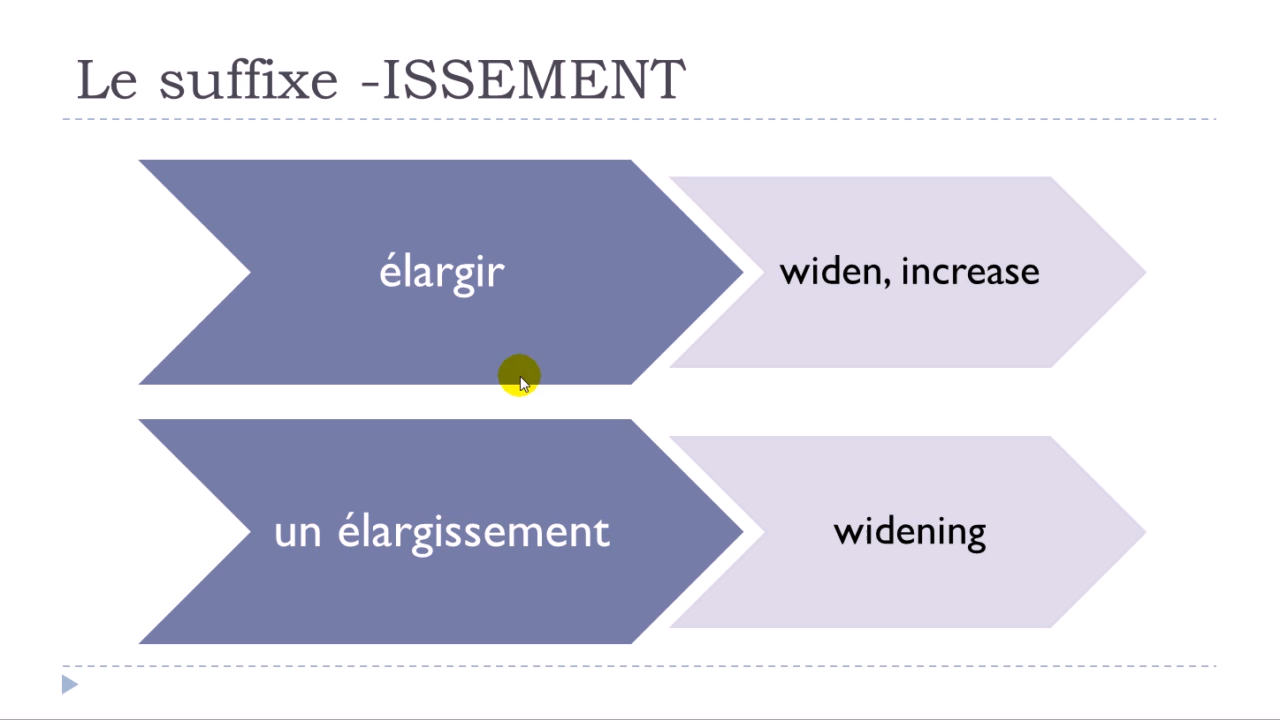 Le suffixe -ISSEMENT
élargir
widen, increase
un élargissement
widening